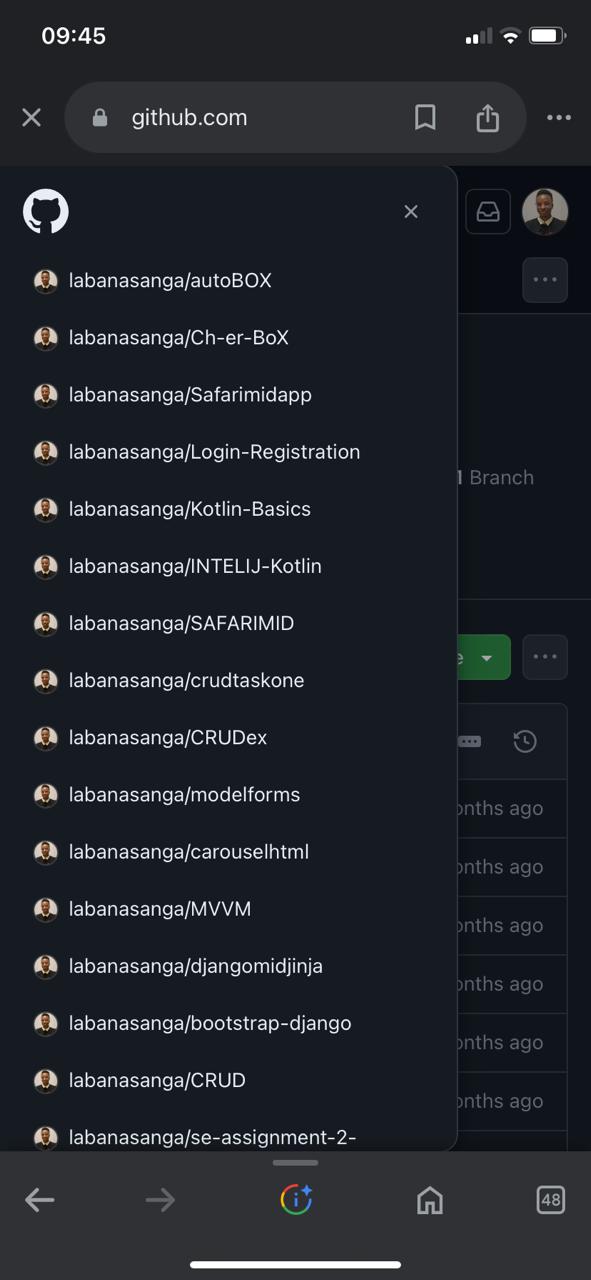 09:45
github.com
labanasanga/autoBOX
labanasanga/Ch-er-BoX
labanasanga/Safarimidapp
labanasanga/Login-Registration
labanasanga/Kotlin-Basics
1 Branch
labanasanga/INTELIJ-Kotlin
labanasanga/SAFARIMID
labanasanga/crudtaskone
labanasanga/CRUDex
labanasanga/modelforms
onths ago
labanasanga/carouselhtml
onths ago
labanasanga/MVVM
onths ago
labanasanga/djangomidjinja
onths ago
labanasanga/bootstrap-django
onths ago
labanasanga/CRUD
onths ago
labanasanga/se-assignment-2-
48